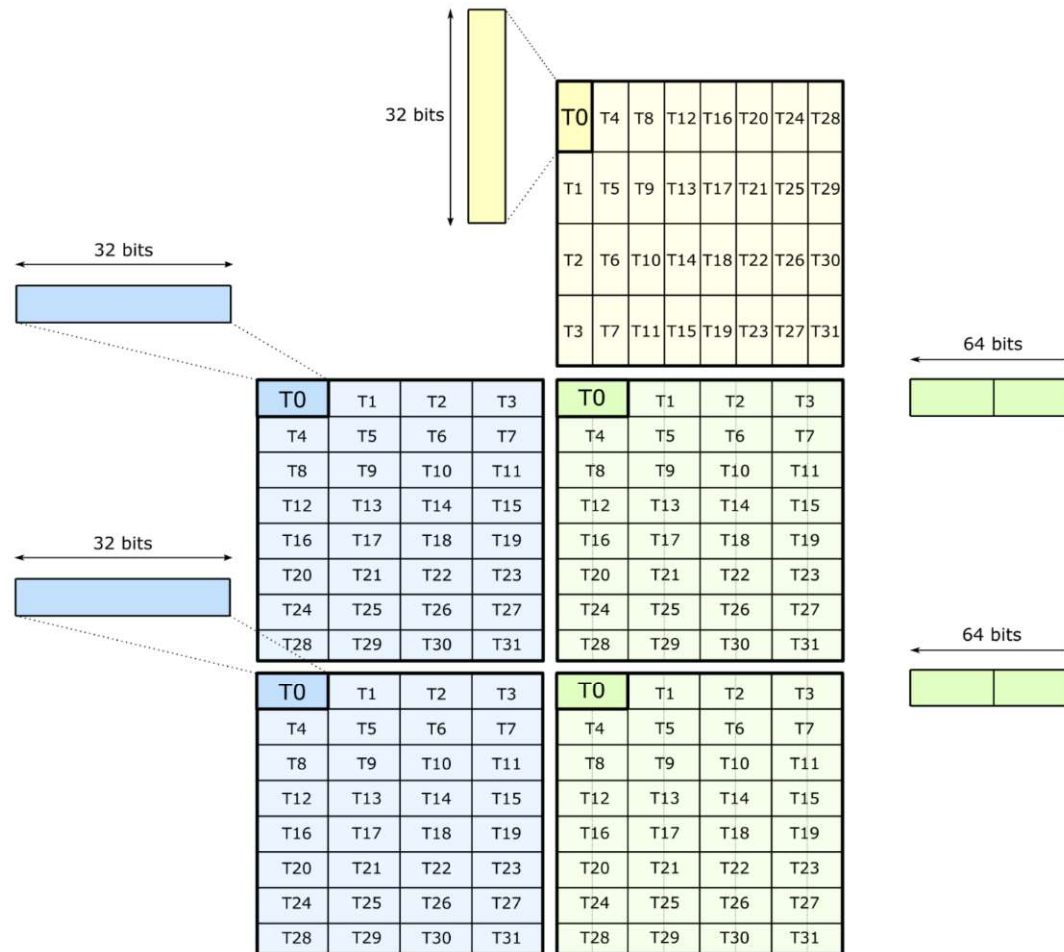 32 bits
T0 T4 T8 T12 T16 T20 T24 T28
T1 T5 T9 T13 T17 T21 T25 T29
T2 T6 T10 T14 T18 T22 T26 T30
T3 T7 T11 T15 T19 T23 T27 T31
32 bits
64 bits
T0 T1 T2 T3 T0 T1 T2 T3
T4 T5 T6 T7 T4 T5 T6 T7
T8 T9 T10 T11 T8 T9 T10 T11
T12 T13 T14 T15 T12 T13 T14 T15
T16 T17 T18 T19 T16 T17 T18 T19
32 bits
T20 T21 T22 T23 T20 T21 T22 T23
T24 T25 T26 T27 T24 T25 T26 T27
T28 T29 T30 T31 T28 T29 T30 T31
64 bits
T0 T1 T2 T3 T0 T1 T2 T3
T4 T5 T6 T7 T4 T5 T6 T7
T8 T9 T10 T11 T8 T9 T10 T11
T12 T13 T14 T15 T12 T13 T14 T15
T16 T17 T18 T19 T16 T17 T18 T19
T20 T21 T22 T23 T20 T21 T22 T23
T24 T25 T26 T27 T24 T25 T26 T27
T28 T29 T30 T31 T28 T29 T30 T31